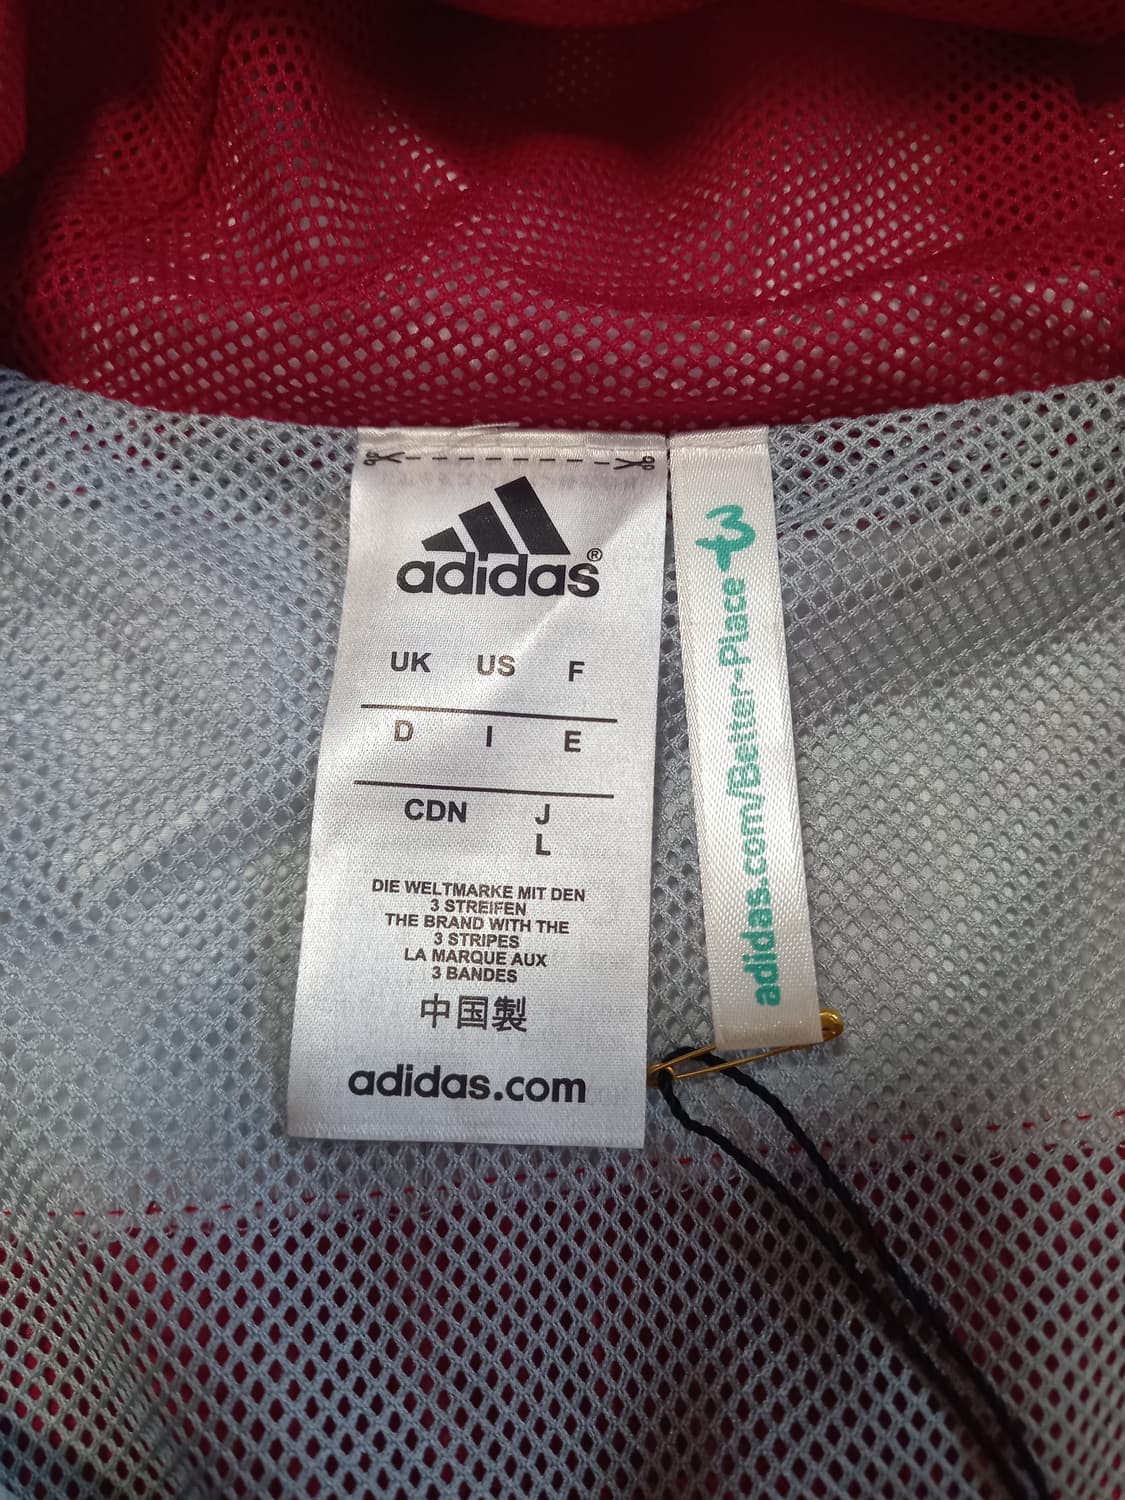 adidas®
UK US F
D I E
CDN J
L
DIE WELTMARKE MIT DEN
3 STREIFEN
THE BRAND WITH THE
3 STRIPES
LA MARQUE AUX
3 BANDES
中国製
adidas.com
adidas.com/Better-Place